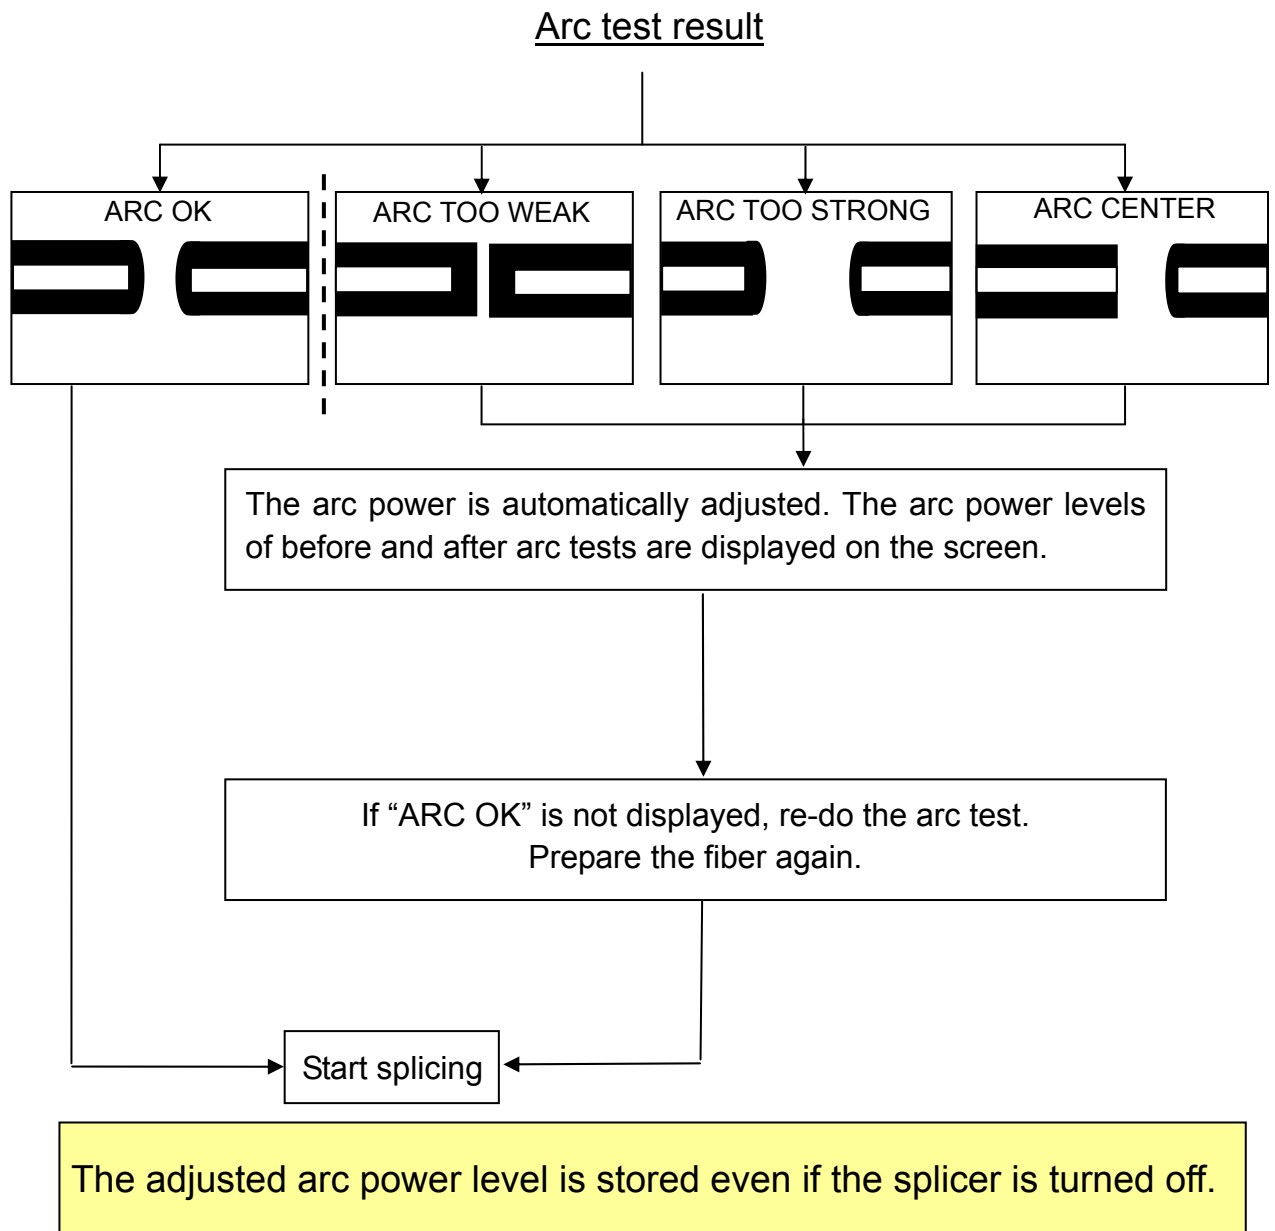 Arc test result
ARC OK
ARC TOO WEAK
ARC TOO STRONG
ARC CENTER
The arc power is automatically adjusted. The arc power levels
of before and after arc tests are displayed on the screen.
If “ARC OK” is not displayed, re-do the arc test.
Prepare the fiber again.
Start splicing
The adjusted arc power level is stored even if the splicer is turned off.